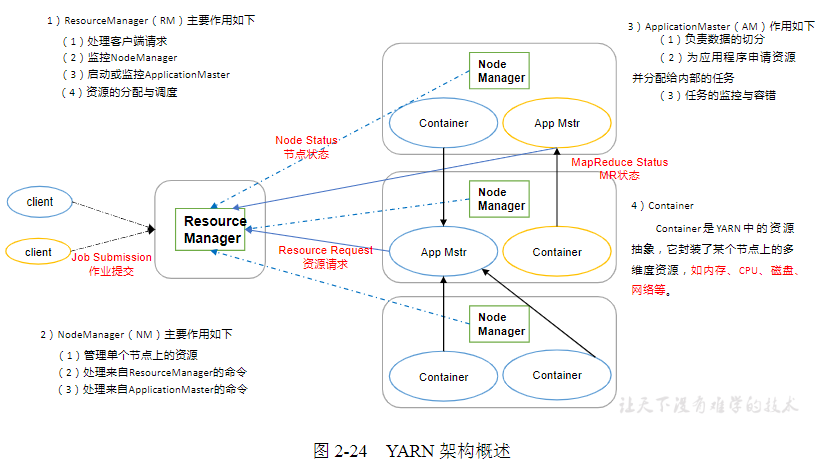 1）ResourceManager（RM）主要作用如下
（1）处理客户端请求
（2）监控NodeManager
（3）启动或监控ApplicationMaster
（4）资源的分配与调度
3）ApplicationMaster（AM）作用如下
（1）负责数据的切分
（2）为应用程序申请资源
并分配给内部的任务
（3）任务的监控与容错
Node
Manager
Container
App Mstr
Node Status
节点状态
MapReduce Status
MR状态
client
client
Job Submission
作业提交
Resource
Manager
Resource Request
资源请求
Node
Manager
App Mstr
Container
4）Container
Container是YARN中的资源
抽象，它封装了某个节点上的多
维度资源，如内存、CPU、磁盘、
网络等。
2）NodeManager（NM）主要作用如下
（1）管理单个节点上的资源
（2）处理来自ResourceManager的命令
（3）处理来自ApplicationMaster的命令
Node
Manager
Container
Container
让天下没有难学的技术
图 2-24 YARN 架构概述